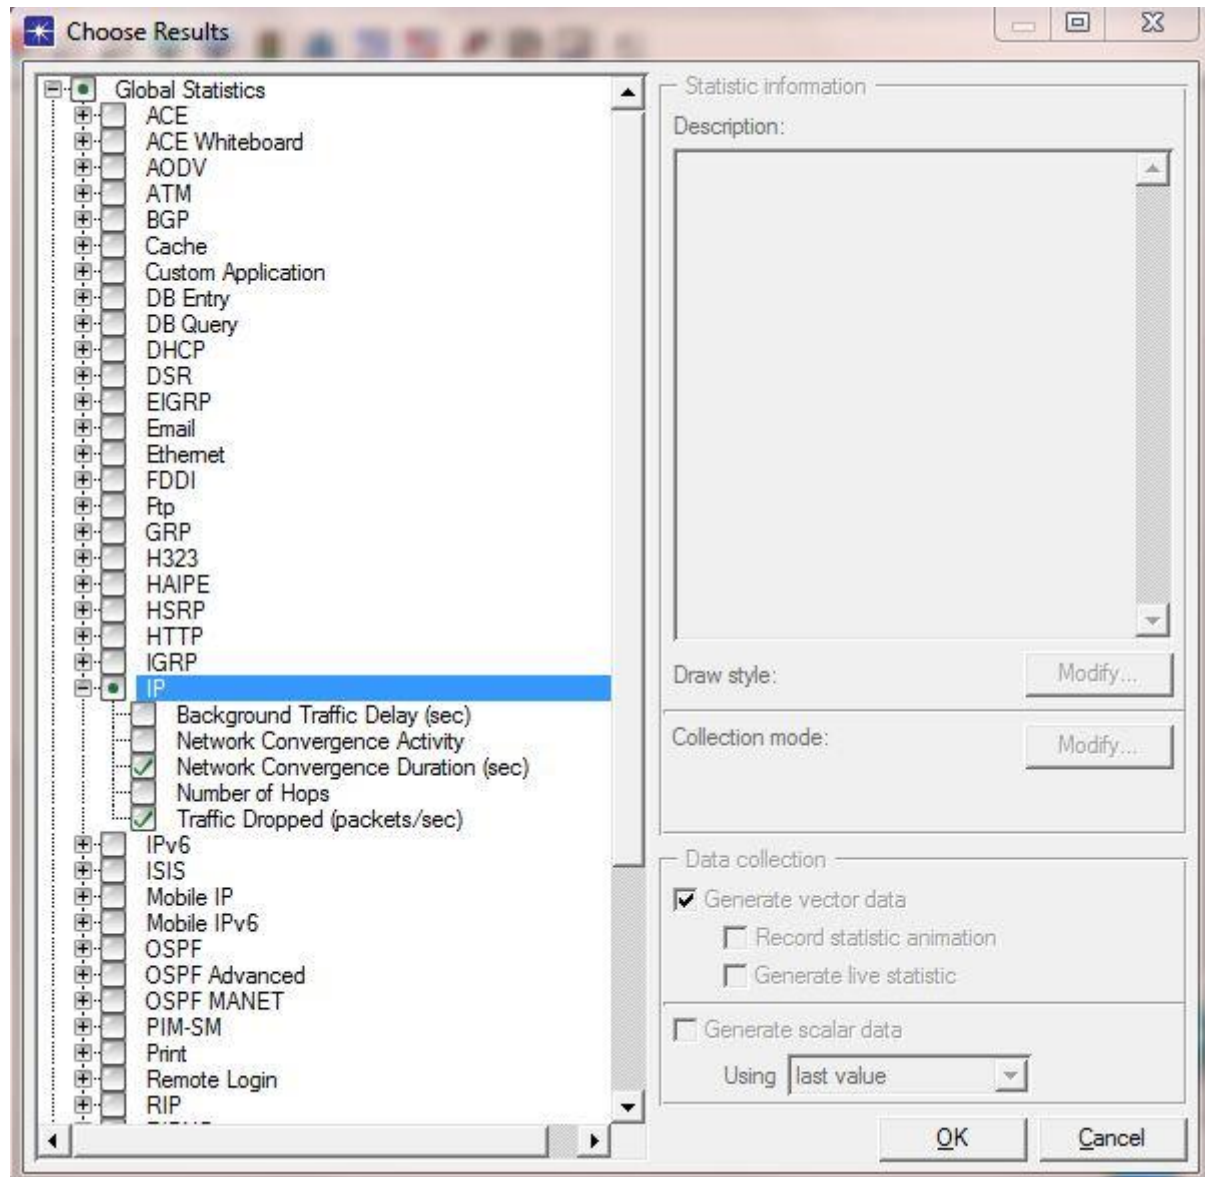 Choose Results
Global Statistics
ACE
ACE Whiteboard
AODV
ATM
BGP
Cache
Custom Application
DB Entry
DB Query
DHCP
DSR
EIGRP
Email
Ethernet
FDDI
Ftp
GRP
H323
HAIPE
HSRP
HTTP
IGRP
IP
Background Traffic Delay (sec)
Network Convergence Activity
Network Convergence Duration (sec)
Number of Hops
Traffic Dropped (packets/sec)
IPv6
ISIS
Mobile IP
Mobile IPv6
OSPF
OSPF Advanced
OSPF MANET
PIM-SM
Print
Remote Login
RIP
Statistic information
Description:
Draw style:
Modify...
Collection mode:
Modify...
Data collection
Generate vector data
Record statistic animation
Generate live statistic
Generate scalar data
Using last value
OK
Cancel